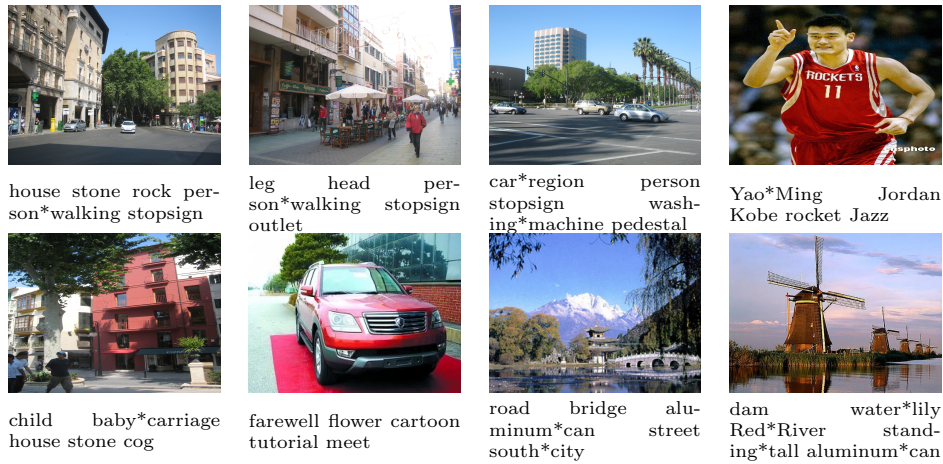 ROCKETS
11
nsphoto
house stone rock per-
son*walking stopsign
leg head per-
son*walking stopsign
outlet
car*region person
stopsign wash-
ing*machine pedestal
Yao*Ming Jordan
Kobe rocket Jazz
child baby*carriage
house stone cog
farewell flower cartoon
tutorial meet
road bridge alu-
minum*can street
south*city
dam water*lily
Red*River stand-
ing*tall aluminum*can